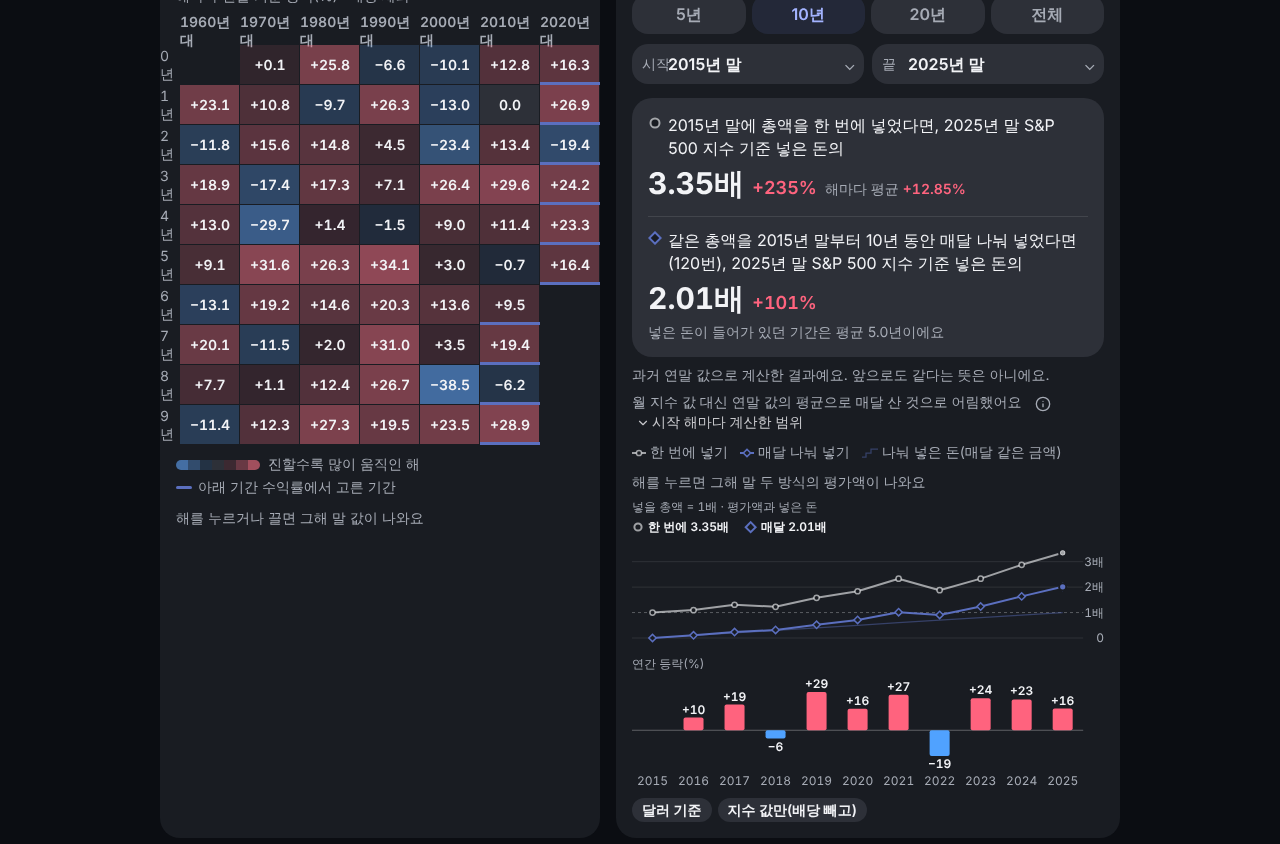 1960년대 1970년대 1980년대 1990년대 2000년대 2010년대 2020년대
0년 +0.1 +25.8 −6.6 −10.1 +12.8 +16.3
1년 +23.1 +10.8 −9.7 +26.3 −13.0 0.0 +26.9
2년 −11.8 +15.6 +14.8 +4.5 −23.4 +13.4 −19.4
3년 +18.9 −17.4 +17.3 +7.1 +26.4 +29.6 +24.2
4년 +13.0 −29.7 +1.4 −1.5 +9.0 +11.4 +23.3
5년 +9.1 +31.6 +26.3 +34.1 +3.0 −0.7 +16.4
6년 −13.1 +19.2 +14.6 +20.3 +13.6 +9.5
7년 +20.1 −11.5 +2.0 +31.0 +3.5 +19.4
8년 +7.7 +1.1 +12.4 +26.7 −38.5 −6.2
9년 −11.4 +12.3 +27.3 +19.5 +23.5 +28.9
진할수록 많이 움직인 해
아래 기간 수익률에서 고른 기간
해를 누르거나 끌면 그해 말 값이 나와요
5년 10년 20년 전체
시작 2015년 말 끝 2025년 말
2015년 말에 총액을 한 번에 넣었다면, 2025년 말 S&P
500 지수 기준 넣은 돈의
3.35배 +235% 해마다 평균 +12.85%
같은 총액을 2015년 말부터 10년 동안 매달 나눠 넣었다면
(120번), 2025년 말 S&P 500 지수 기준 넣은 돈의
2.01배 +101%
넣은 돈이 들어가 있던 기간은 평균 5.0년이에요
과거 연말 값으로 계산한 결과예요. 앞으로도 같다는 뜻은 아니에요.
월 지수 값 대신 연말 값의 평균으로 매달 산 것으로 어림했어요
시작 해마다 계산한 범위
한 번에 넣기 매달 나눠 넣기 나눠 넣은 돈(매달 같은 금액)
해를 누르면 그해 말 두 방식의 평가액이 나와요
넣을 총액 = 1배 · 평가액과 넣은 돈
한 번에 3.35배 매달 2.01배
3배
2배
1배
0
연간 등락(%)
+10 +19 −6 +29 +16 +27 −19 +24 +23 +16
2015 2016 2017 2018 2019 2020 2021 2022 2023 2024 2025
달러 기준 지수 값만(배당 빼고)